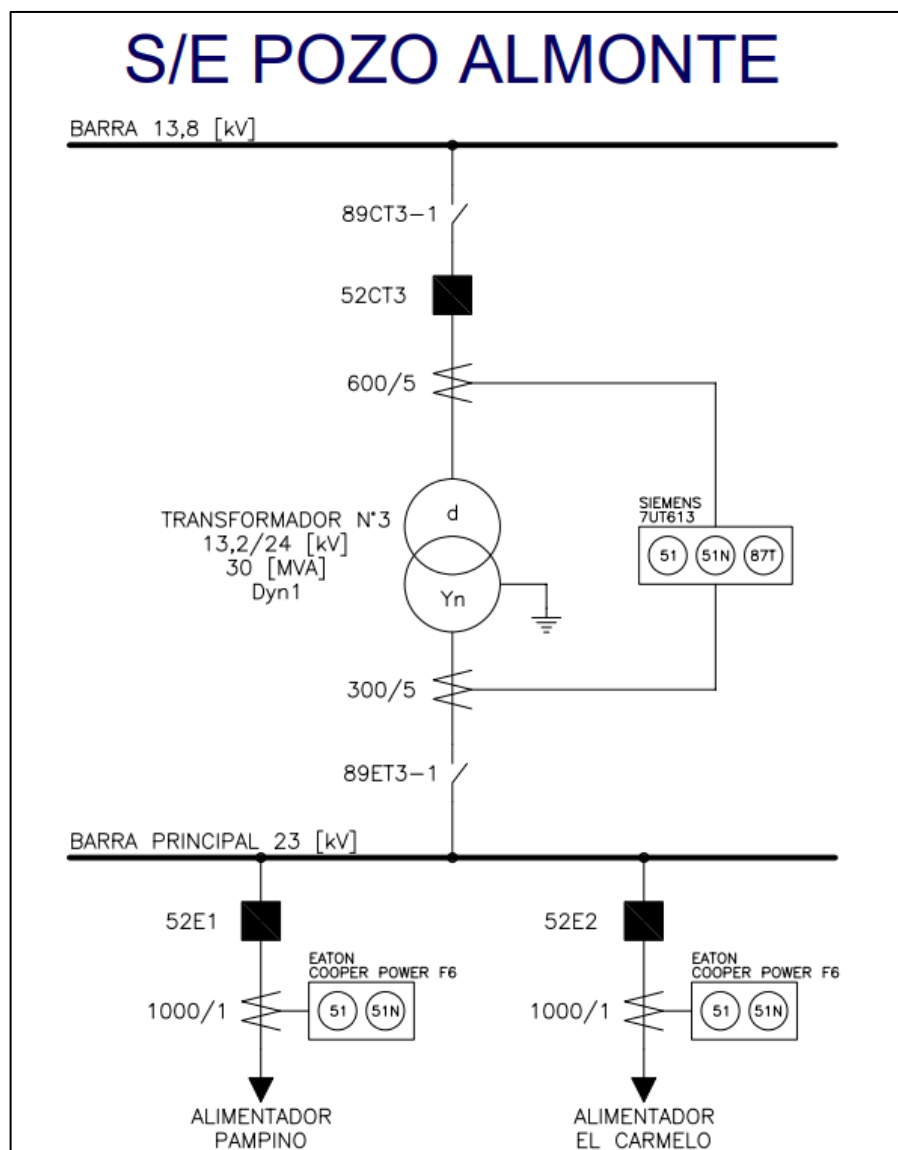 S/E POZO ALMONTE
BARRA 13,8 [kV]
89CT3-1
52CT3
600/5
TRANSFORMADOR N°3
13,2/24 [kV]
30 [MVA]
Dyn1
d
Yn
SIEMENS
7UT613
51 51N 87T
300/5
89ET3-1
BARRA PRINCIPAL 23 [kV]
52E1
EATON
COOPER POWER F6
1000/1
51 51N
ALIMENTADOR
PAMPINO
52E2
EATON
COOPER POWER F6
1000/1
51 51N
ALIMENTADOR
EL CARMELO